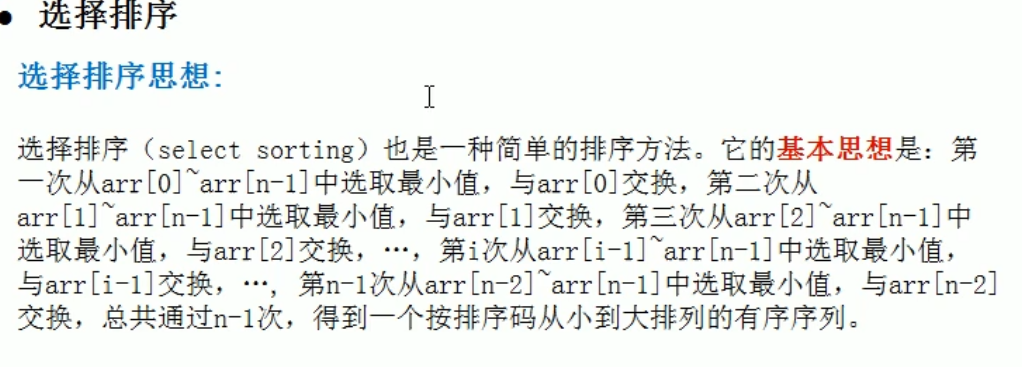 • 选择排序
选择排序思想:
选择排序（select sorting）也是一种简单的排序方法。它的基本思想是：第
一次从arr[0]~arr[n-1]中选取最小值，与arr[0]交换，第二次从
arr[1]~arr[n-1]中选取最小值，与arr[1]交换，第三次从arr[2]~arr[n-1]中
选取最小值，与arr[2]交换，…，第i次从arr[i-1]~arr[n-1]中选取最小值，
与arr[i-1]交换，…, 第n-1次从arr[n-2]~arr[n-1]中选取最小值，与arr[n-2]
交换，总共通过n-1次，得到一个按排序码从小到大排列的有序序列。